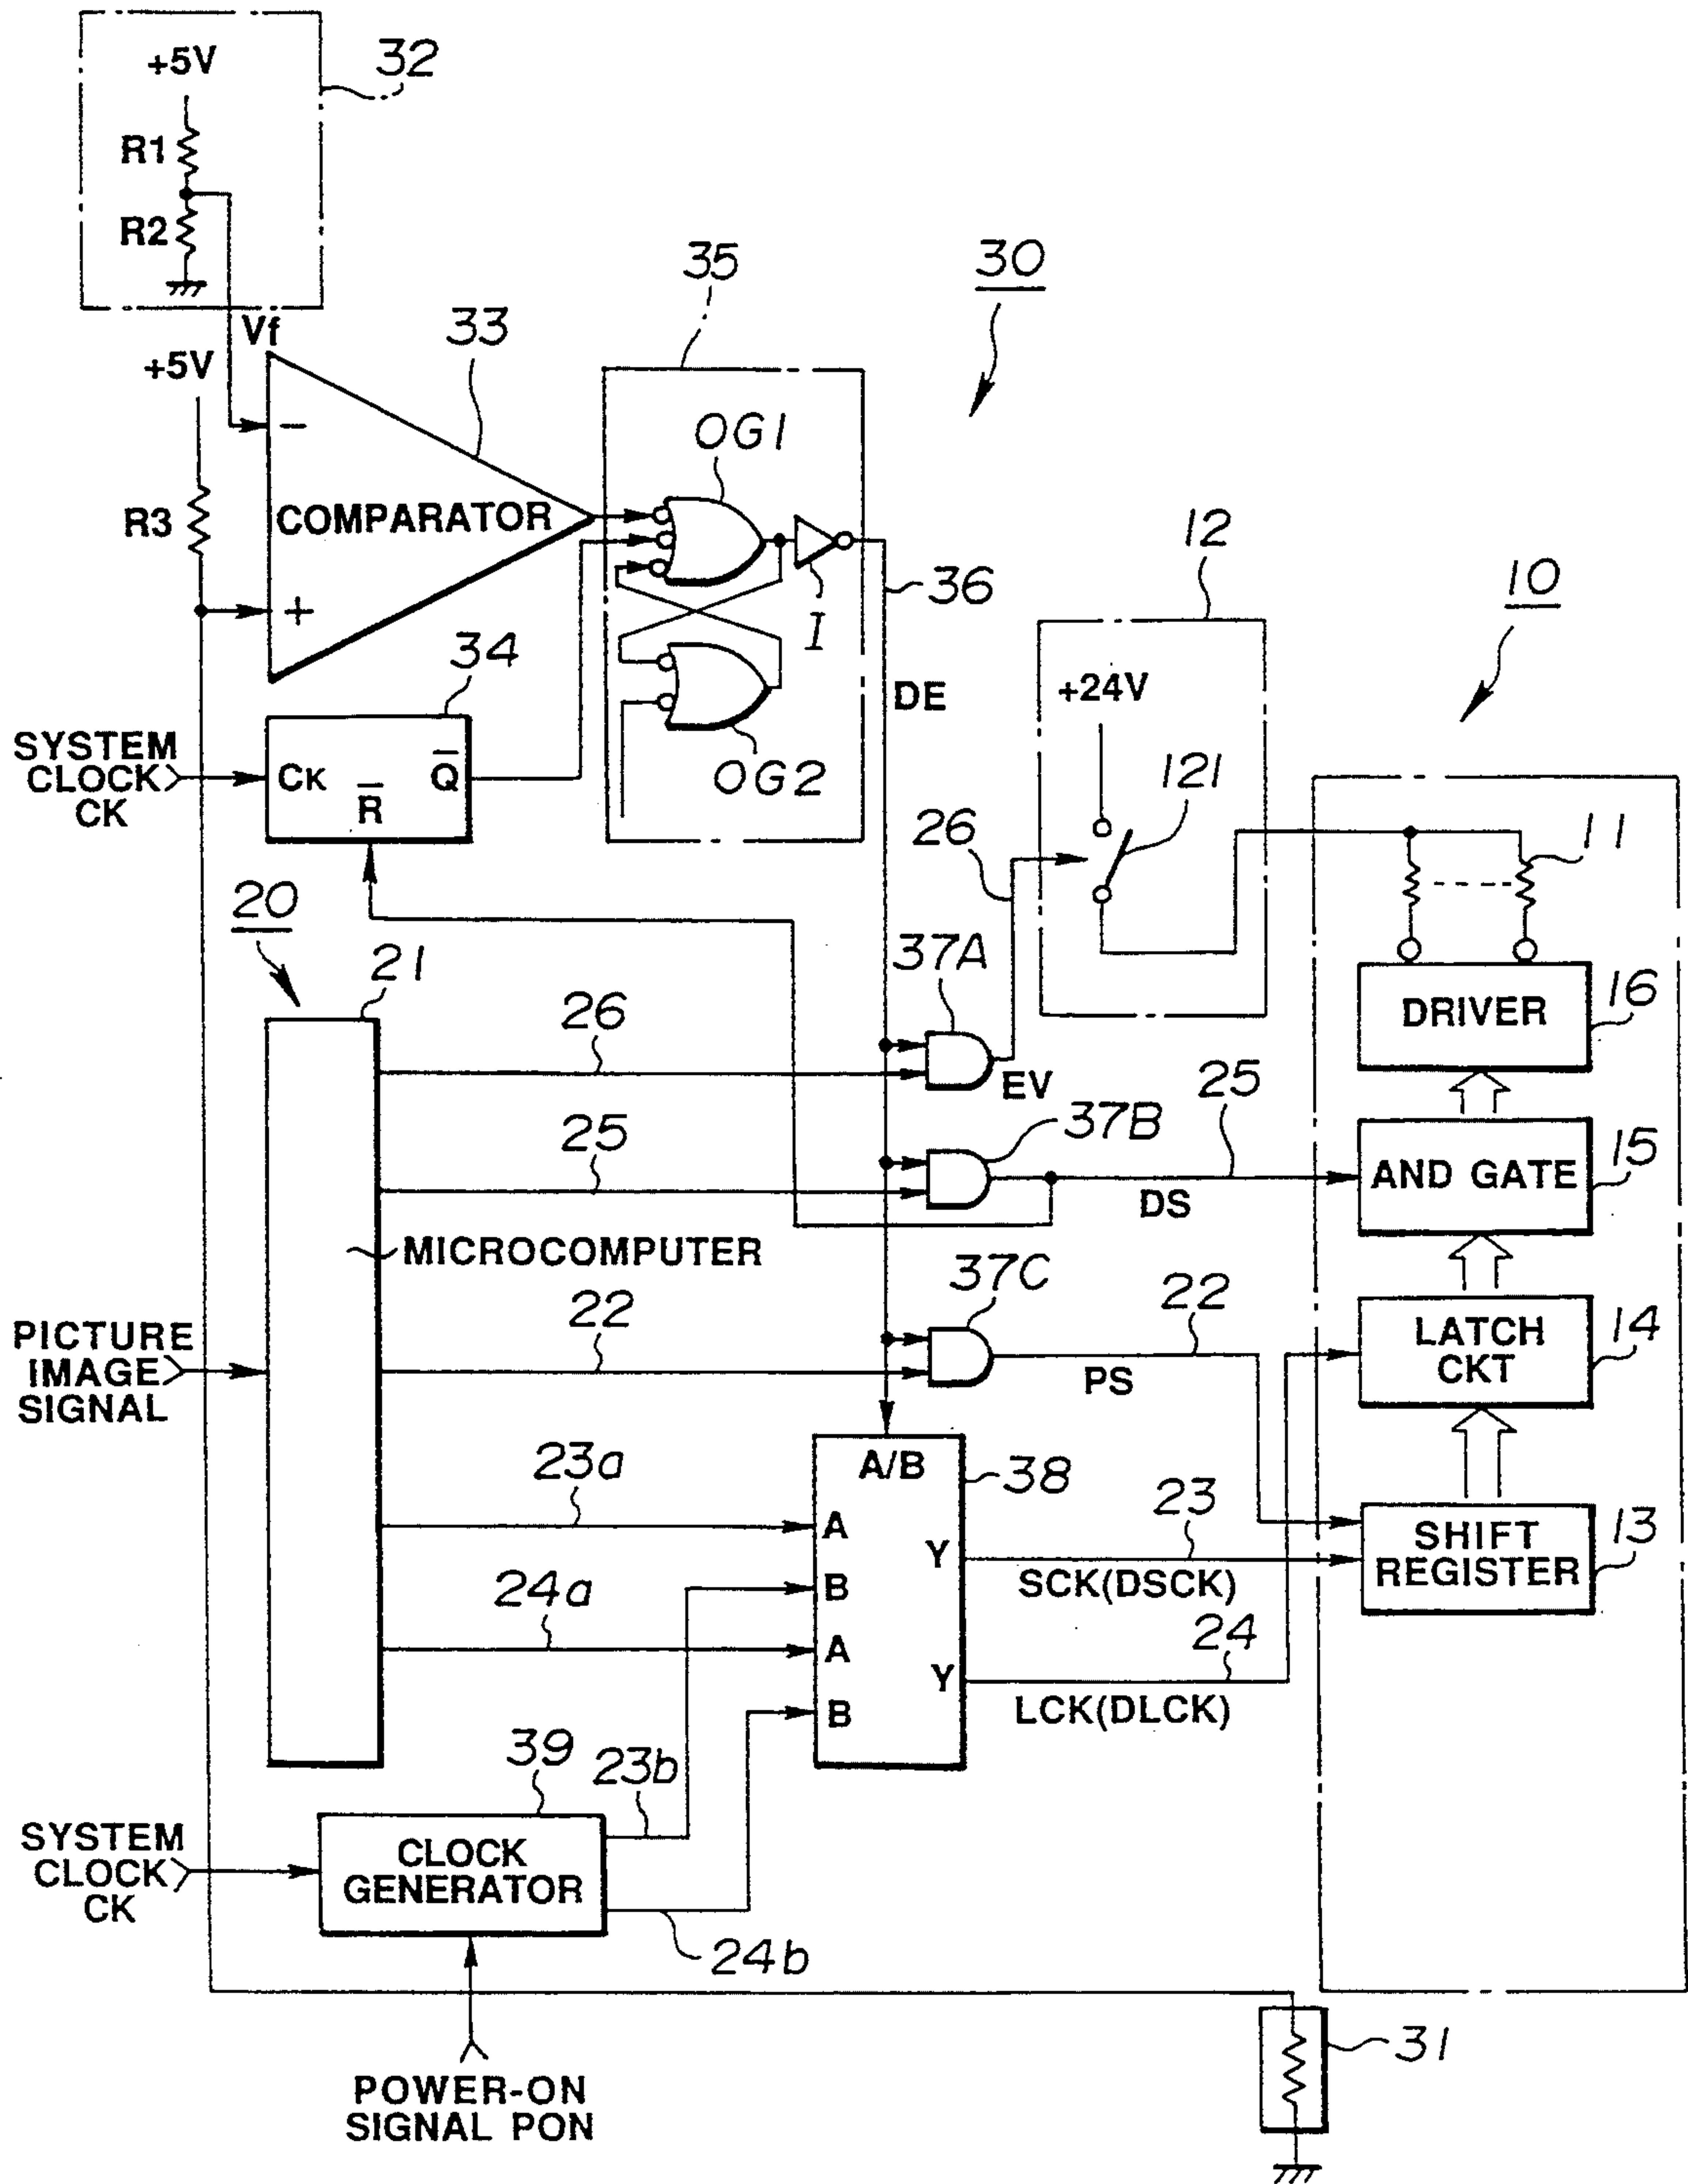 +5V
32
R1
R2
Vf
+5V
33
35
30
OG1
R3
COMPARATOR
−
+
I
36
12
10
34
SYSTEM
CLOCK
CK
CK
R̅
Q̅
OG2
DE
+24V
121
26
11
20
21
37A
DRIVER
16
26
EV
25
37B
25
AND GATE
15
DS
MICROCOMPUTER
37C
22
22
PICTURE
IMAGE
SIGNAL
LATCH
CKT
14
PS
23a
A/B
38
A
Y
23
SHIFT
REGISTER
13
B
SCK(DSCK)
24a
A
Y
24
B
LCK(DLCK)
39
23b
SYSTEM
CLOCK
CK
CLOCK
GENERATOR
24b
31
POWER-ON
SIGNAL PON